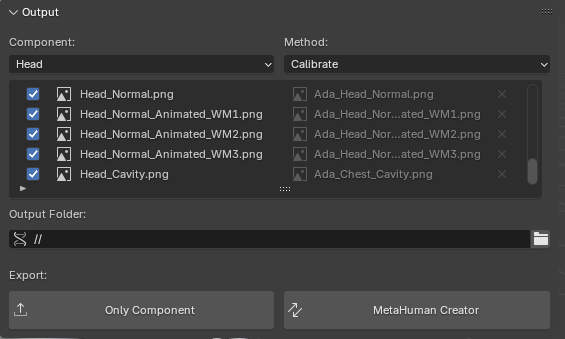 Output
Component: Method:
Head Calibrate
Head_Normal.png Ada_Head_Normal.png
Head_Normal_Animated_WM1.png Ada_Head_Nor...ated_WM1.png
Head_Normal_Animated_WM2.png Ada_Head_Nor...ated_WM2.png
Head_Normal_Animated_WM3.png Ada_Head_Nor...ated_WM3.png
Head_Cavity.png Ada_Chest_Cavity.png
Output Folder:
//
Export:
Only Component MetaHuman Creator